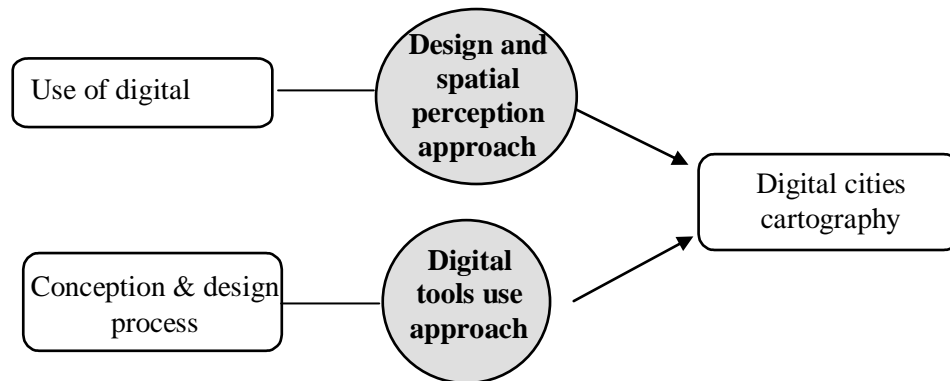 Use of digital
Design and
spatial
perception
approach
Digital cities
cartography
Conception & design
process
Digital
tools use
approach